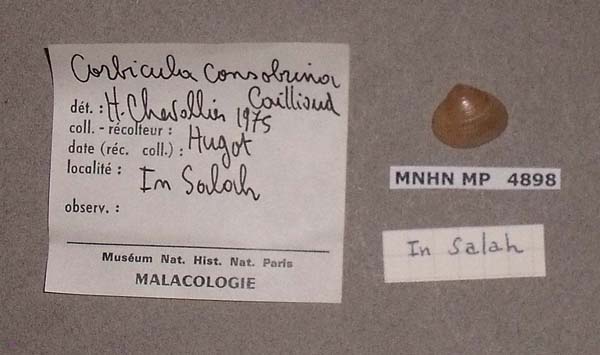 Corbicula consobrina
Cailliaud
dét. : H. Chevallier 1975
coll. - récolteur :
date (réc. coll.) : Hugot
localité :
In Salah
observ. :
Muséum Nat. Hist. Nat. Paris
MALACOLOGIE
MNHN MP 4898
In Salah